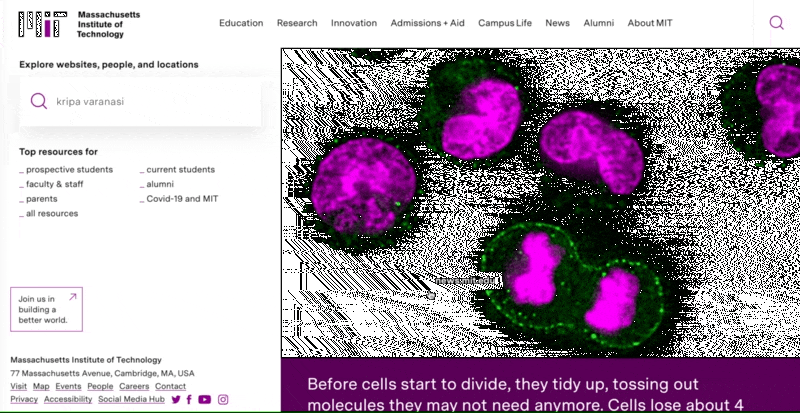 Massachusetts
Institute of
Technology
Education Research Innovation Admissions + Aid Campus Life News Alumni About MIT
Explore websites, people, and locations
kripa varanasi
Top resources for
_ prospective students
_ current students
_ faculty & staff
_ alumni
_ parents
_ Covid-19 and MIT
_ all resources
Join us in
building a
better world.
Massachusetts Institute of Technology
77 Massachusetts Avenue, Cambridge, MA, USA
Visit Map Events People Careers Contact
Privacy Accessibility Social Media Hub
Before cells start to divide, they tidy up, tossing out
molecules they may not need anymore. Cells lose about 4